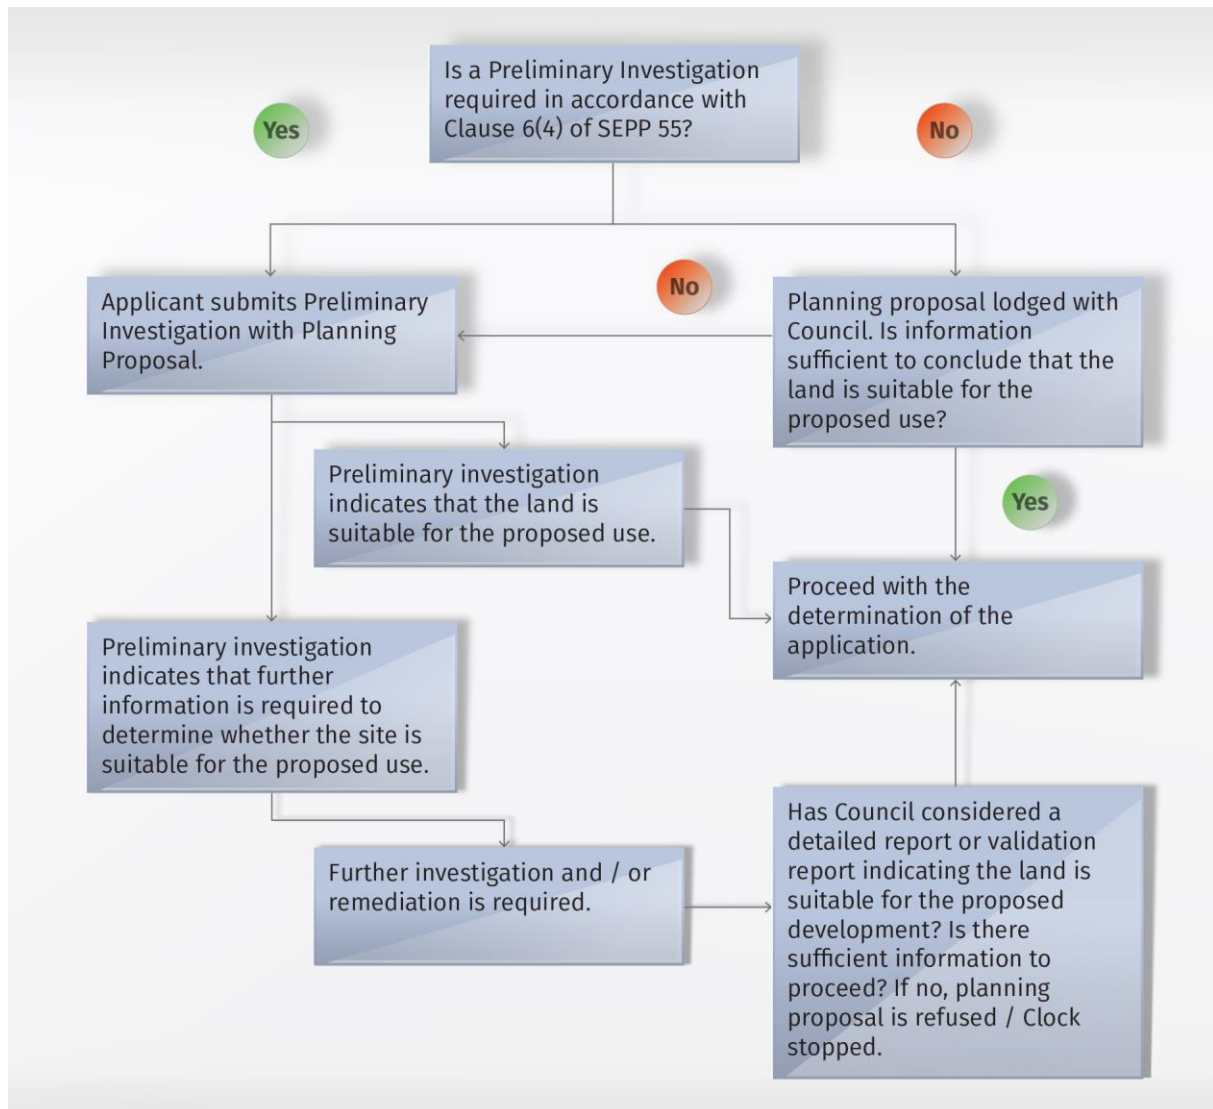 Is a Preliminary Investigation
required in accordance with
Clause 6(4) of SEPP 55?
Yes
No
Applicant submits Preliminary
Investigation with Planning
Proposal.
No
Planning proposal lodged with
Council. Is information
sufficient to conclude that the
land is suitable for the
proposed use?
Preliminary investigation
indicates that the land is
suitable for the proposed use.
Yes
Proceed with the
determination of the
application.
Preliminary investigation
indicates that further
information is required to
determine whether the site is
suitable for the proposed use.
Further investigation and / or
remediation is required.
Has Council considered a
detailed report or validation
report indicating the land is
suitable for the proposed
development? Is there
sufficient information to
proceed? If no, planning
proposal is refused / Clock
stopped.